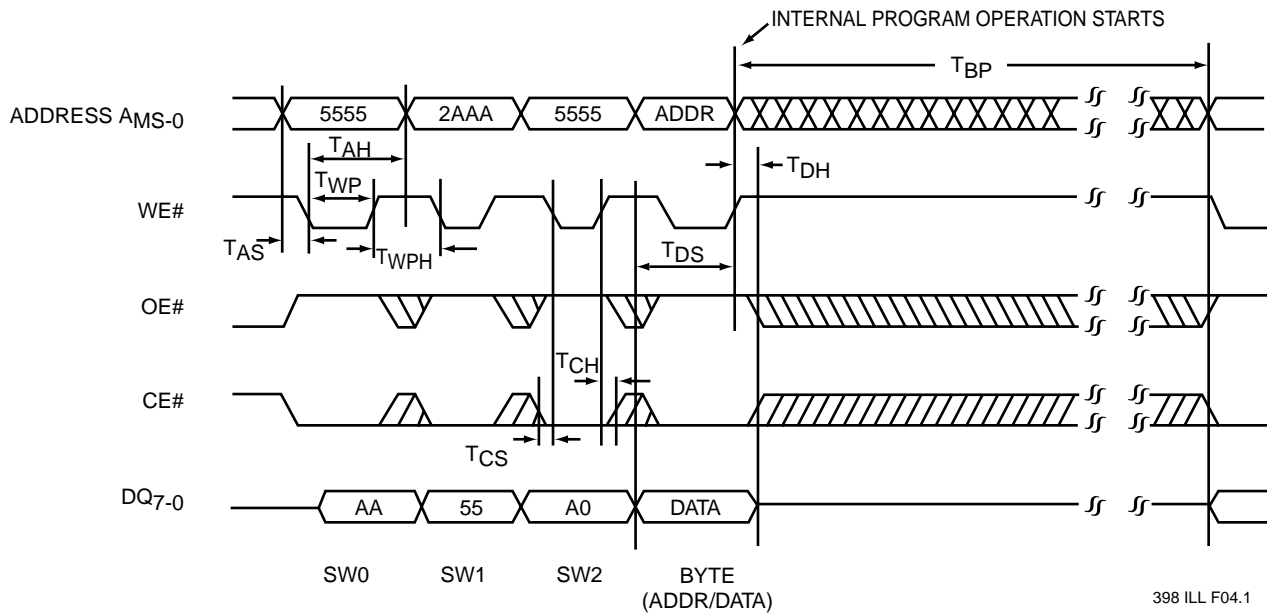 INTERNAL PROGRAM OPERATION STARTS
TBP
ADDRESS AMS-0
5555
2AAA
5555
ADDR
TAH
TDH
TWP
WE#
TAS
TWPH
TDS
OE#
TCH
CE#
TCS
DQ7-0
AA
55
A0
DATA
SW0
SW1
SW2
BYTE
(ADDR/DATA)
398 ILL F04.1